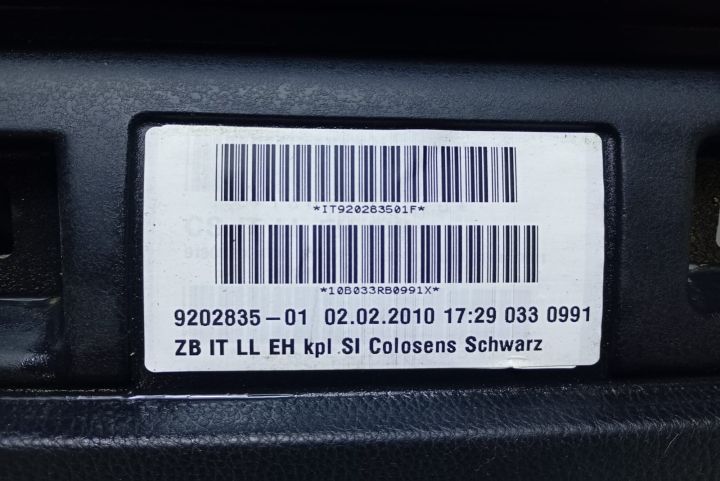 *IT920283501F*
*10B033RB0991X*
9202835-01 02.02.2010 17:29 033 0991
ZB IT LL EH kpl SI Colosens Schwarz